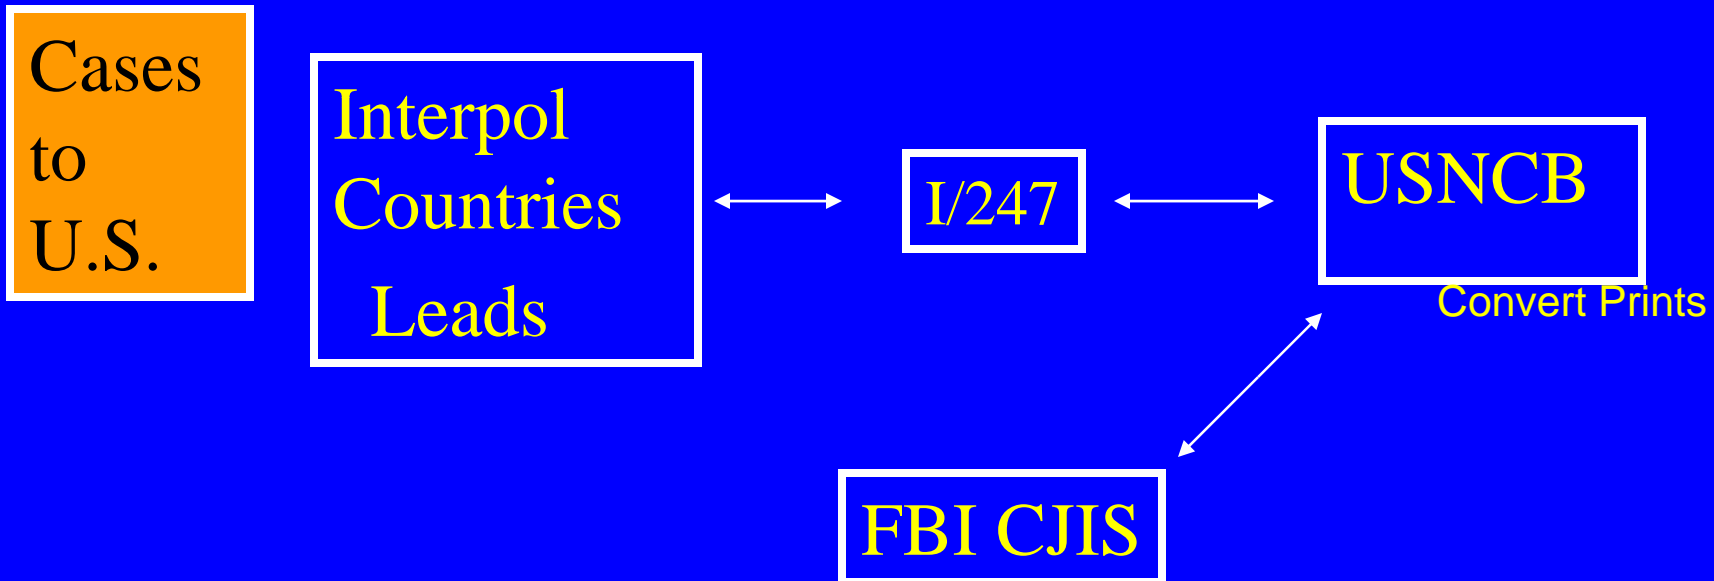 Cases
to
U.S.
Interpol
Countries
Leads
I/247
USNCB
Convert Prints
FBI CJIS